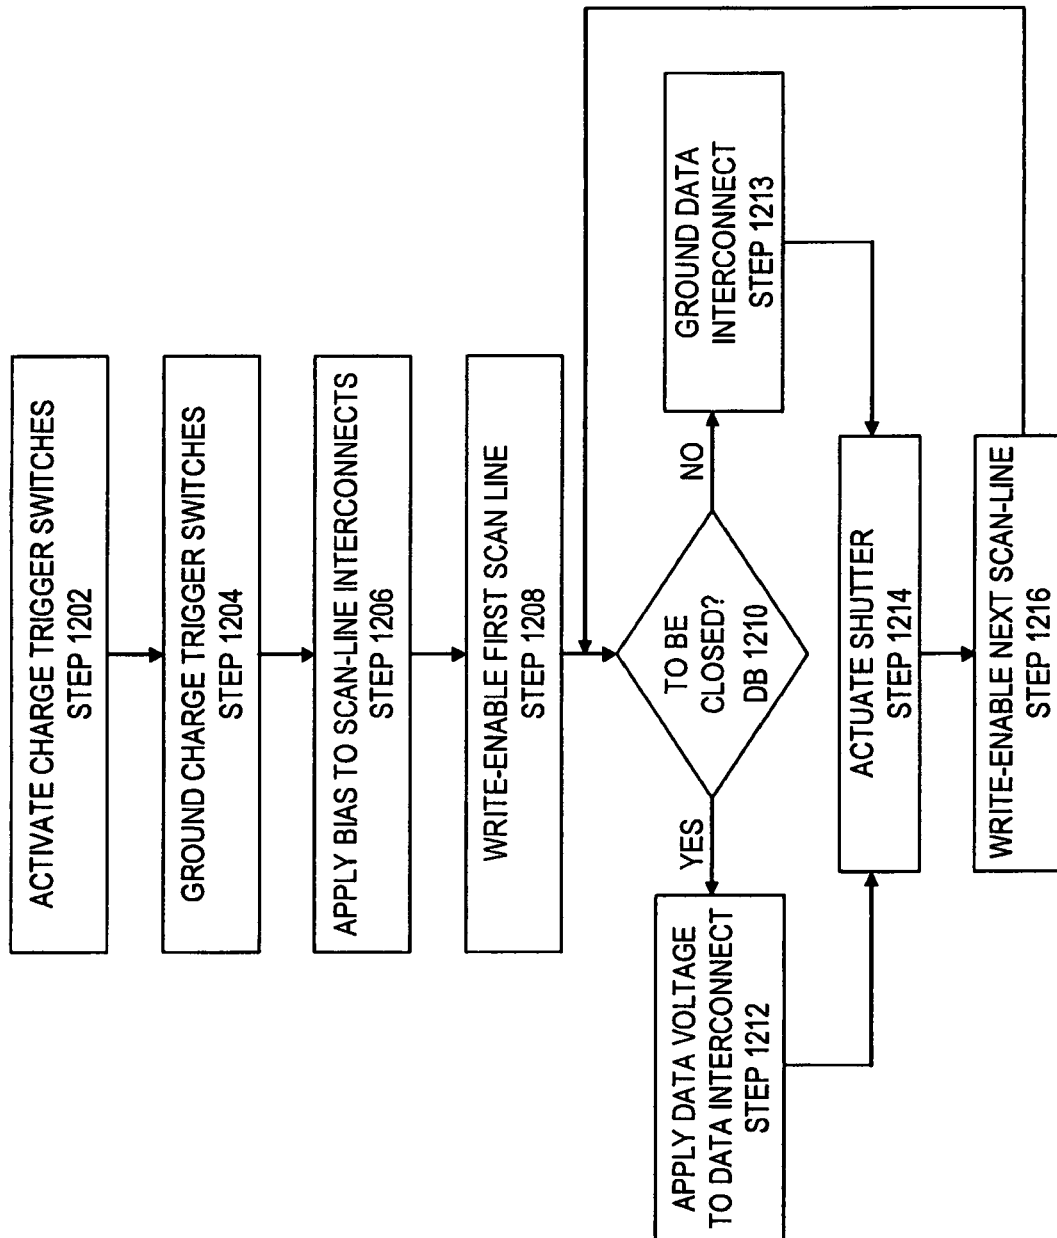 ACTIVATE CHARGE TRIGGER SWITCHES
STEP 1202
GROUND CHARGE TRIGGER SWITCHES
STEP 1204
APPLY BIAS TO SCAN-LINE INTERCONNECTS
STEP 1206
WRITE-ENABLE FIRST SCAN LINE
STEP 1208
TO BE
CLOSED?
DB 1210
YES
NO
APPLY DATA VOLTAGE
TO DATA INTERCONNECT
STEP 1212
GROUND DATA
INTERCONNECT
STEP 1213
ACTUATE SHUTTER
STEP 1214
WRITE-ENABLE NEXT SCAN-LINE
STEP 1216